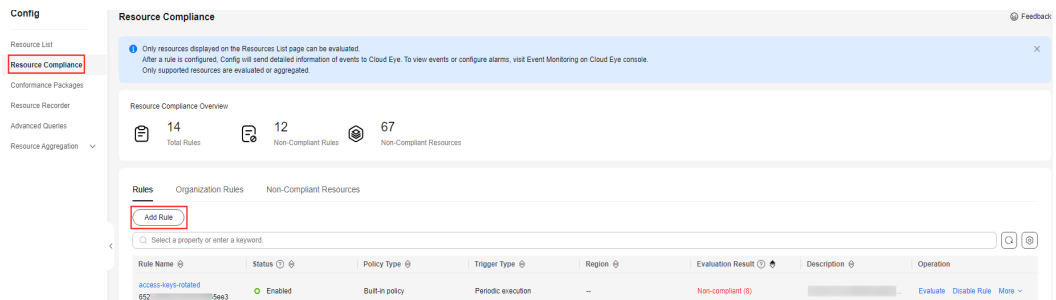 Config
Resource List
Resource Compliance
Conformance Packages
Resource Recorder
Advanced Queries
Resource Aggregation
Resource Compliance
Feedback
Only resources displayed on the Resources List page can be evaluated.
After a rule is configured, Config will send detailed information of events to Cloud Eye. To view events or configure alarms, visit Event Monitoring on Cloud Eye console.
Only supported resources are evaluated or aggregated.
Resource Compliance Overview
14 12 67
Total Rules Non-Compliant Rules Non-Compliant Resources
Rules Organization Rules Non-Compliant Resources
Add Rule
Select a property or enter a keyword.
Rule Name Status Policy Type Trigger Type Region Evaluation Result Description Operation
access-keys-rotated
652 5ee3
Enabled Built-in policy Periodic execution -- Non-compliant (8) ... Evaluate Disable Rule More